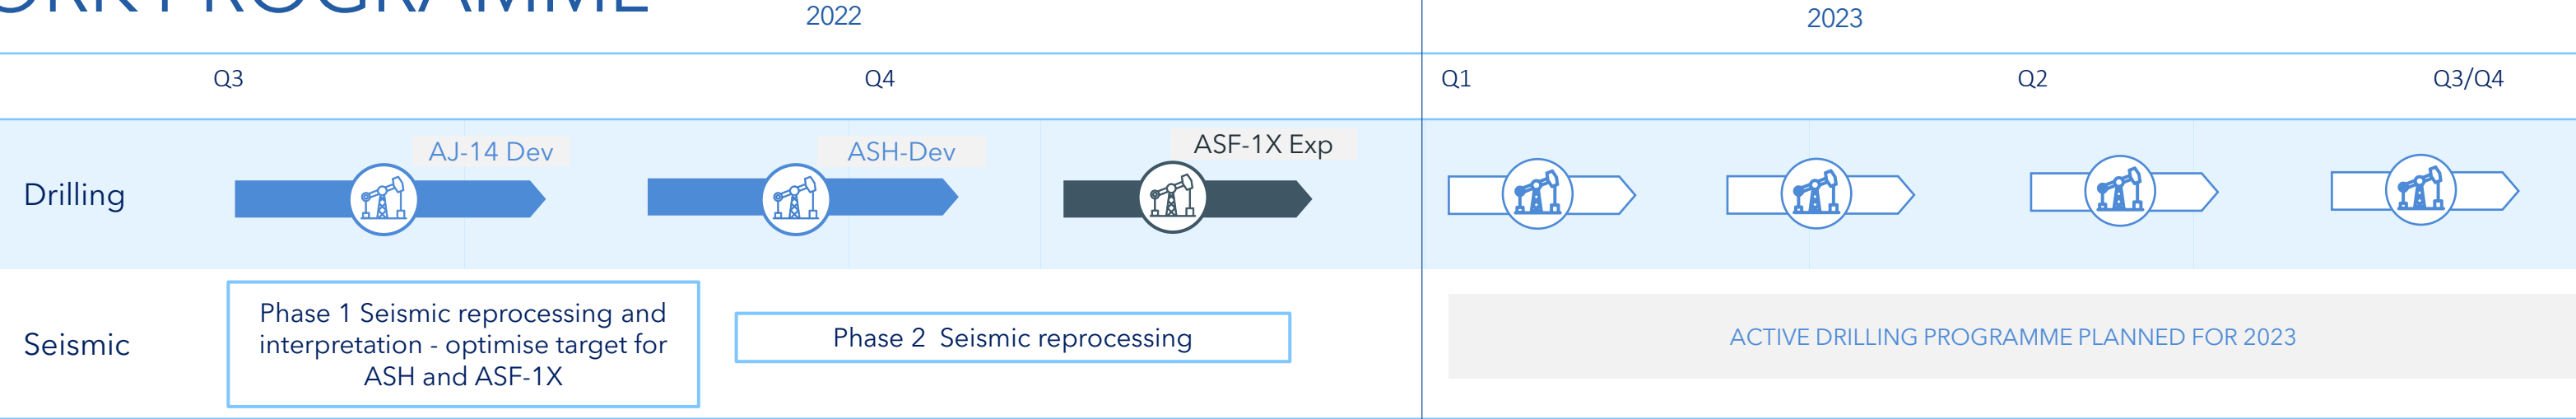 PROGRAMME
2022
2023
Q3
Q4
Q1
Q2
Q3/Q4
AJ-14 Dev
ASH-Dev
ASF-1X Exp
Drilling
Phase 1 Seismic reprocessing and
interpretation - optimise target for
ASH and ASF-1X
Phase 2 Seismic reprocessing
Seismic
ACTIVE DRILLING PROGRAMME PLANNED FOR 2023